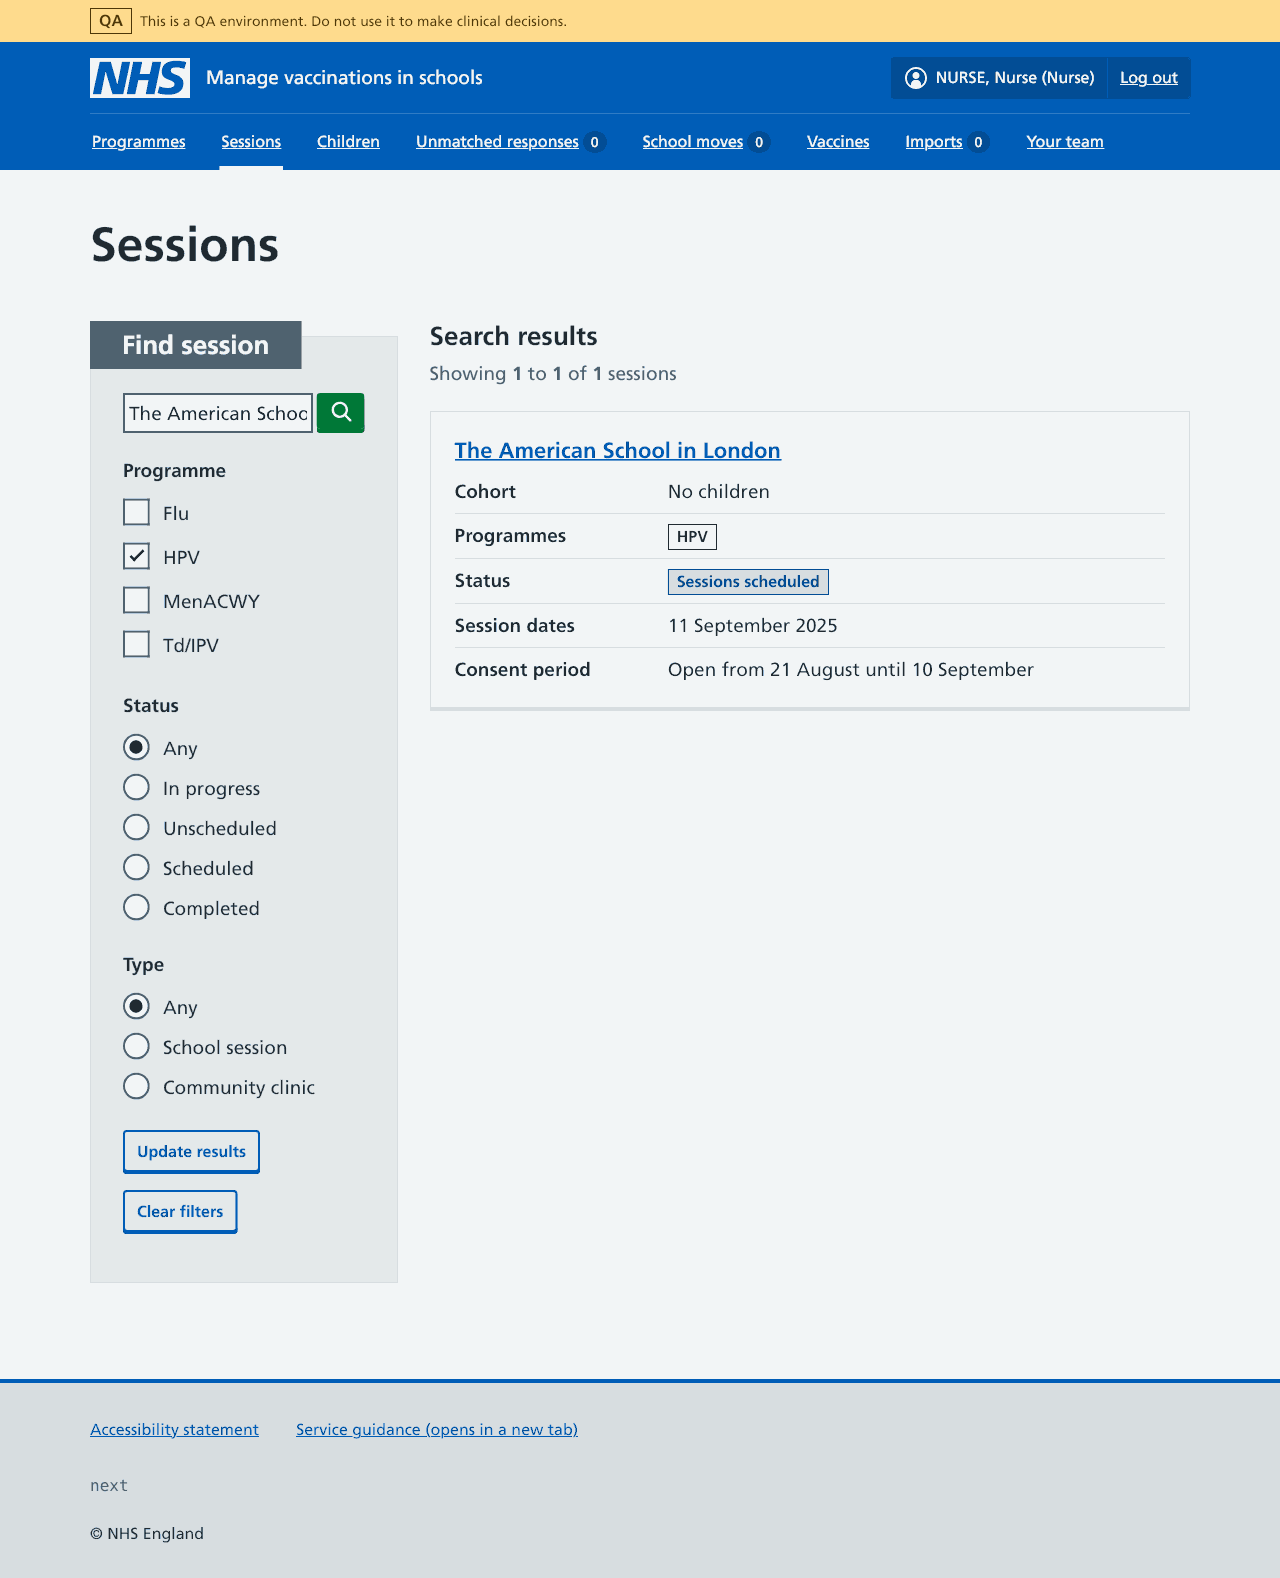 QA This is a QA environment. Do not use it to make clinical decisions.
NHS Manage vaccinations in schools NURSE, Nurse (Nurse) Log out
Programmes Sessions Children Unmatched responses 0 School moves 0 Vaccines Imports 0 Your team
Sessions
Find session
The American Schoo
Programme
Flu
HPV
MenACWY
Td/IPV
Status
Any
In progress
Unscheduled
Scheduled
Completed
Type
Any
School session
Community clinic
Update results
Clear filters
Search results
Showing 1 to 1 of 1 sessions
The American School in London
Cohort No children
Programmes HPV
Status Sessions scheduled
Session dates 11 September 2025
Consent period Open from 21 August until 10 September
Accessibility statement Service guidance (opens in a new tab)
next
© NHS England